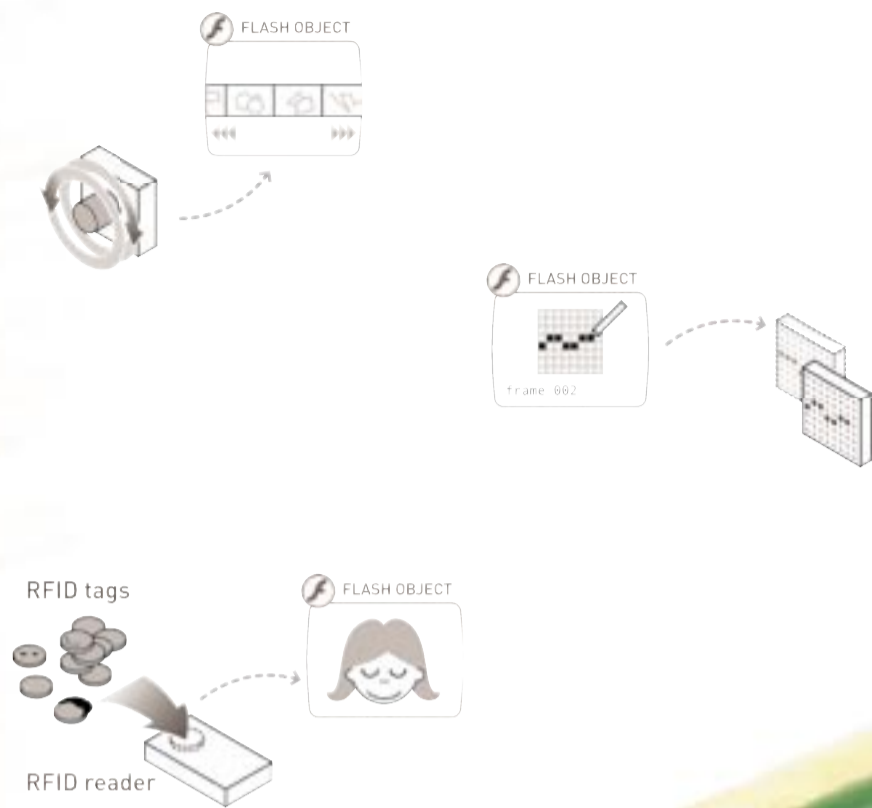 FLASH OBJECT
FLASH OBJECT
frame 002
RFID tags
FLASH OBJECT
RFID reader